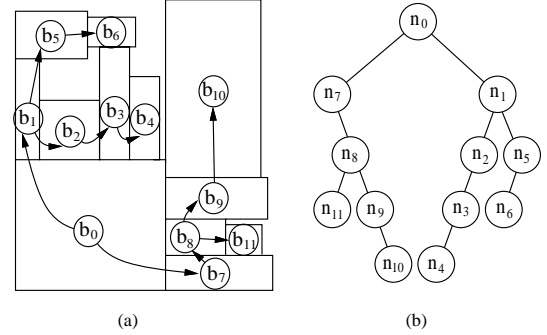 b5 b6
n0
b10
n7 n1
b1 b2 b3 b4
n8 n2 n5
b9
n11 n9 n3 n6
b0 b8 b11
b7
n10 n4
(a) (b)